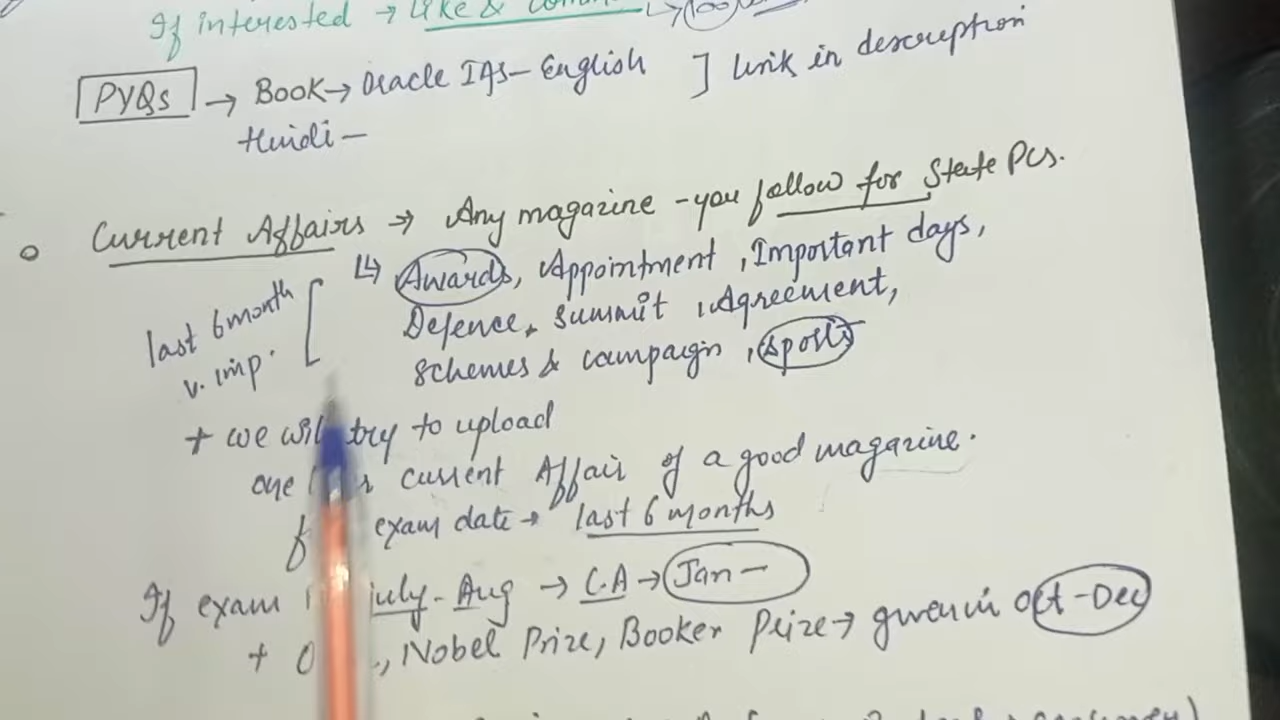 If interested → Like &
PYQs → Book → Oracle IAS - English ] link in description
Hindi -
Current Affairs → Any magazine - you follow for State PCS.
last 6 month v. imp.
↳ Awards, Appointment, Important days,
Defence, Summit, Agreement,
Schemes & campaign, Sports
+ we will try to upload
one current Affair of a good magazine.
exam date → last 6 months
If exam July - Aug → C.A → Jan -
+ Nobel Prize, Booker Prize → given in Oct - Dec